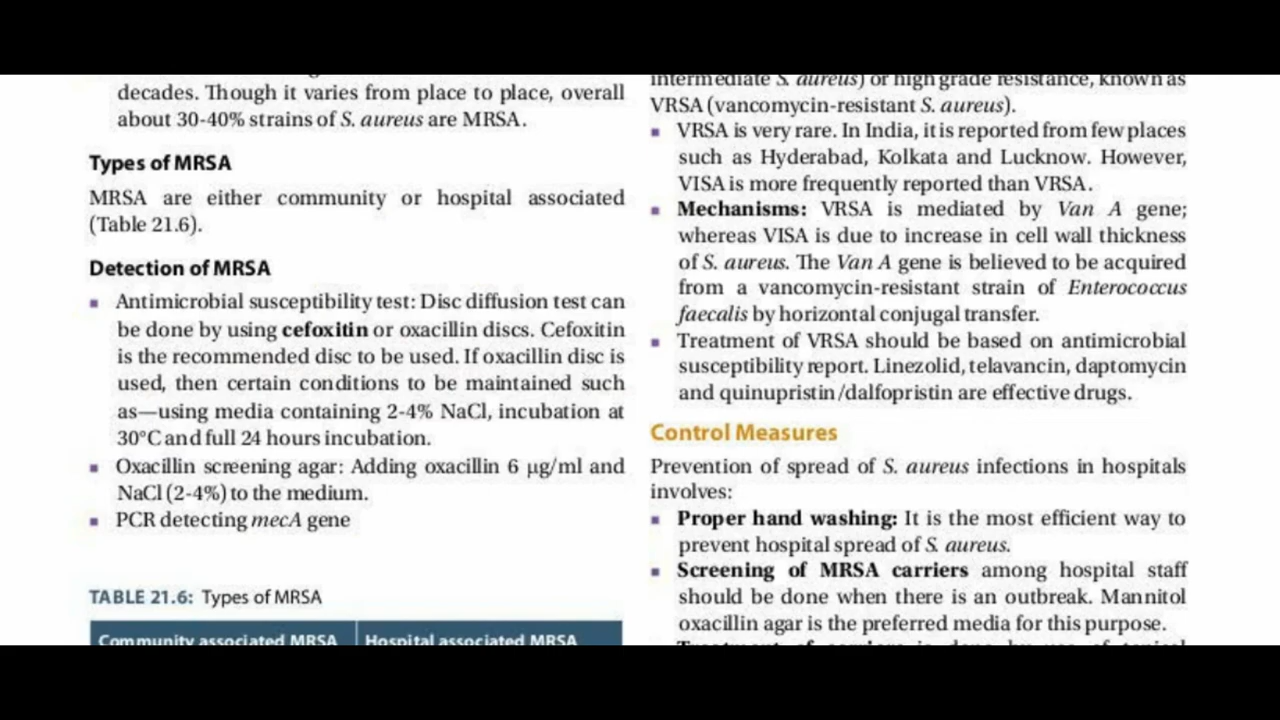 decades. Though it varies from place to place, overall
about 30-40% strains of S. aureus are MRSA.
Types of MRSA
MRSA are either community or hospital associated
(Table 21.6).
Detection of MRSA
▪ Antimicrobial susceptibility test: Disc diffusion test can
be done by using cefoxitin or oxacillin discs. Cefoxitin
is the recommended disc to be used. If oxacillin disc is
used, then certain conditions to be maintained such
as—using media containing 2-4% NaCl, incubation at
30°C and full 24 hours incubation.
▪ Oxacillin screening agar: Adding oxacillin 6 µg/ml and
NaCl (2-4%) to the medium.
▪ PCR detecting mecA gene
TABLE 21.6: Types of MRSA
Community associated MRSA Hospital associated MRSA
intermediate S. aureus) or high grade resistance, known as
VRSA (vancomycin-resistant S. aureus).
▪ VRSA is very rare. In India, it is reported from few places
such as Hyderabad, Kolkata and Lucknow. However,
VISA is more frequently reported than VRSA.
▪ Mechanisms: VRSA is mediated by Van A gene;
whereas VISA is due to increase in cell wall thickness
of S. aureus. The Van A gene is believed to be acquired
from a vancomycin-resistant strain of Enterococcus
faecalis by horizontal conjugal transfer.
▪ Treatment of VRSA should be based on antimicrobial
susceptibility report. Linezolid, telavancin, daptomycin
and quinupristin/dalfopristin are effective drugs.
Control Measures
Prevention of spread of S. aureus infections in hospitals
involves:
▪ Proper hand washing: It is the most efficient way to
prevent hospital spread of S. aureus.
▪ Screening of MRSA carriers among hospital staff
should be done when there is an outbreak. Mannitol
oxacillin agar is the preferred media for this purpose.